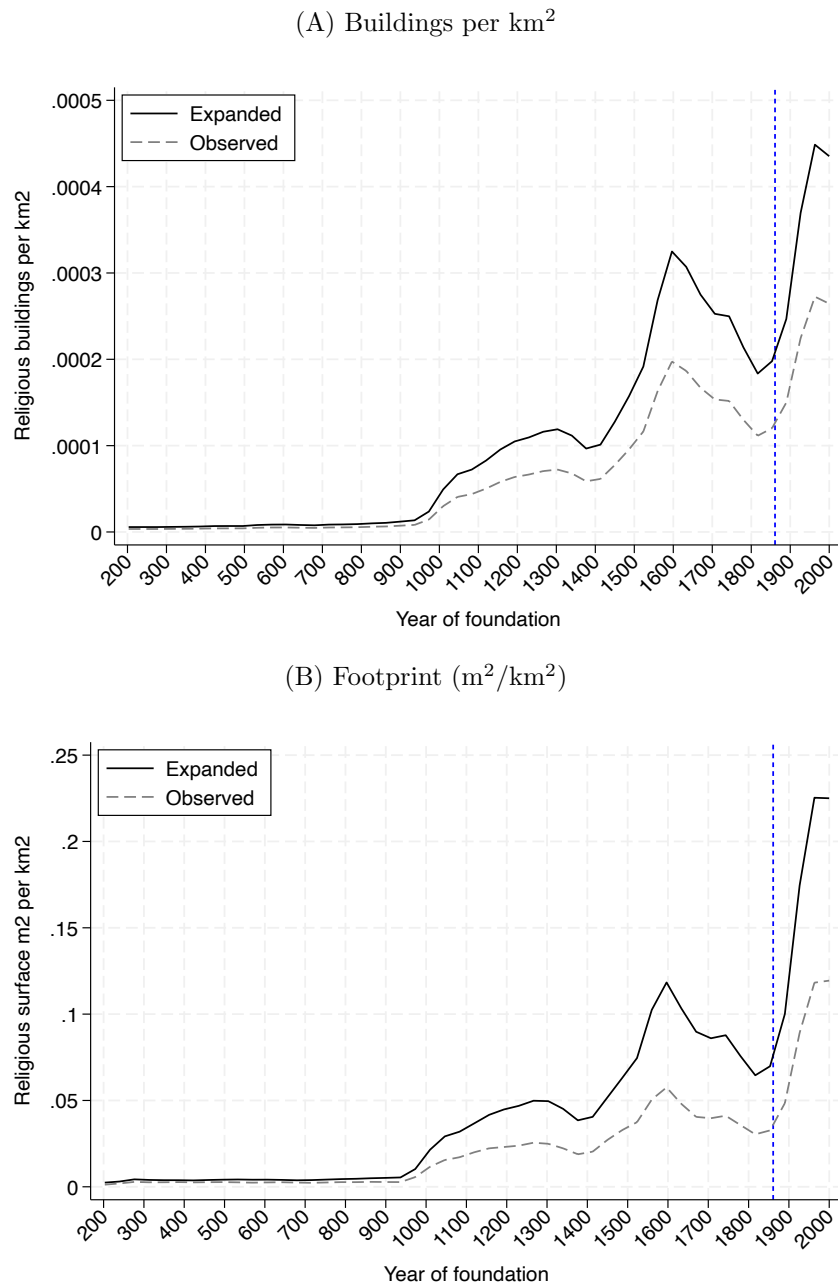 (A) Buildings per km²
.0005
.0004
.0003
.0002
.0001
0
Religious buildings per km2
Expanded
Observed
200 300 400 500 600 700 800 900 1000 1100 1200 1300 1400 1500 1600 1700 1800 1900 2000
Year of foundation
(B) Footprint (m²/km²)
.25
.2
.15
.1
.05
0
Religious surface m2 per km2
Expanded
Observed
200 300 400 500 600 700 800 900 1000 1100 1200 1300 1400 1500 1600 1700 1800 1900 2000
Year of foundation